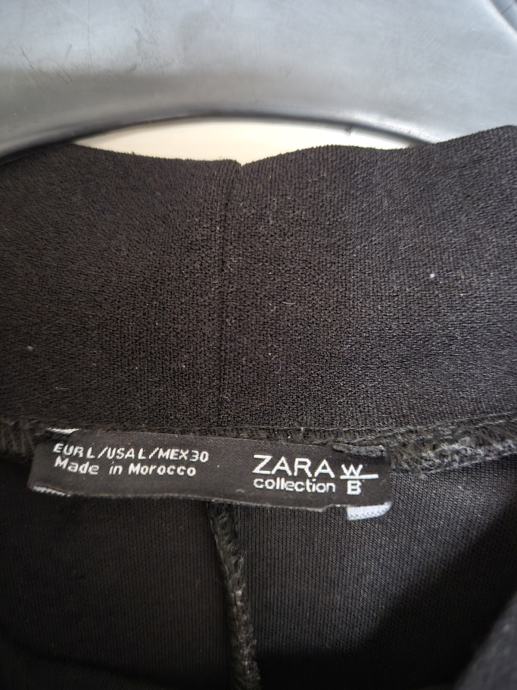 EUR L/USA L/MEX 30
Made in Morocco
ZARA W
collection B